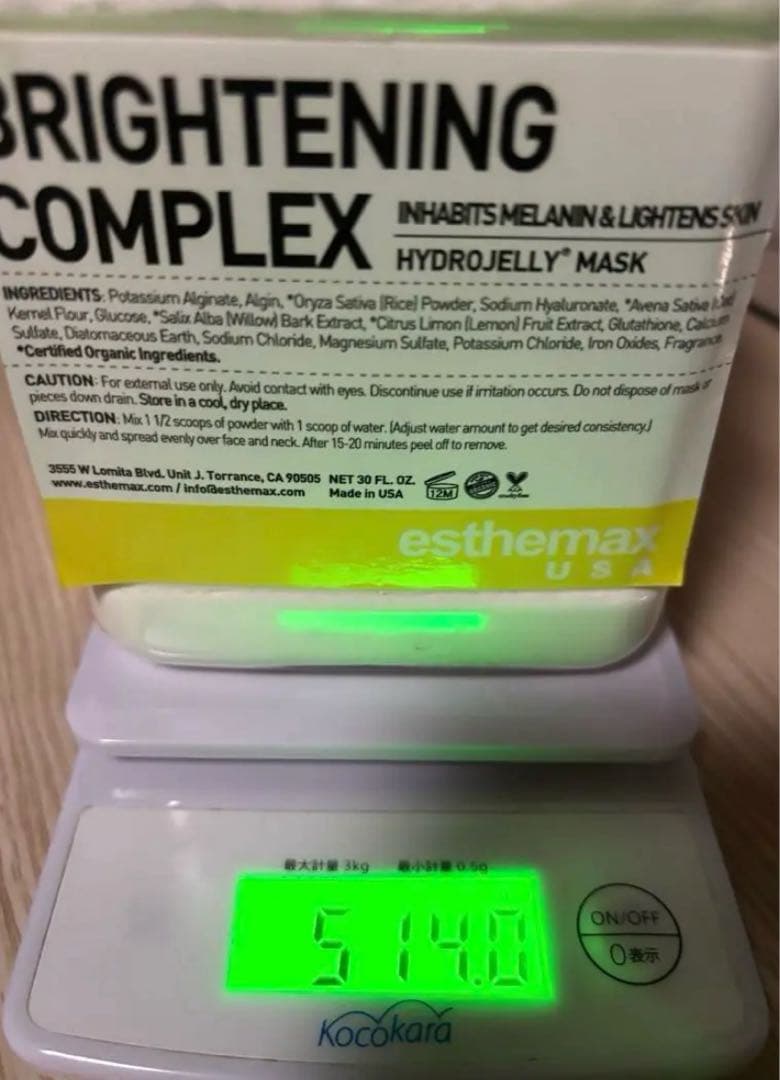 BRIGHTENING
COMPLEX
INHABITS MELANIN & LIGHTENS SKIN
HYDROJELLY® MASK
INGREDIENTS: Potassium Alginate, Algin, *Oryza Sativa (Rice) Powder, Sodium Hyaluronate, *Avena Sativa
Kernel Flour, Glucose, *Salix Alba (Willow) Bark Extract, *Citrus Limon (Lemon) Fruit Extract, Glutathione, Calcium
Sulfate, Diatomaceous Earth, Sodium Chloride, Magnesium Sulfate, Potassium Chloride, Iron Oxides, Fragrance
*Certified Organic Ingredients.
CAUTION: For external use only. Avoid contact with eyes. Discontinue use if irritation occurs. Do not dispose of mask or
pieces down drain. Store in a cool, dry place.
DIRECTION: Mix 1 1/2 scoops of powder with 1 scoop of water. (Adjust water amount to get desired consistency.)
Mix quickly and spread evenly over face and neck. After 15-20 minutes peel off to remove.
3555 W Lomita Blvd. Unit J. Torrance, CA 90505 NET 30 FL. OZ.
www.esthemax.com / info@esthemax.com Made in USA
12M
esthemax
USA
最大計量 3kg 最小計量 0.5g
514.0
ON/OFF
0表示
Kocokara